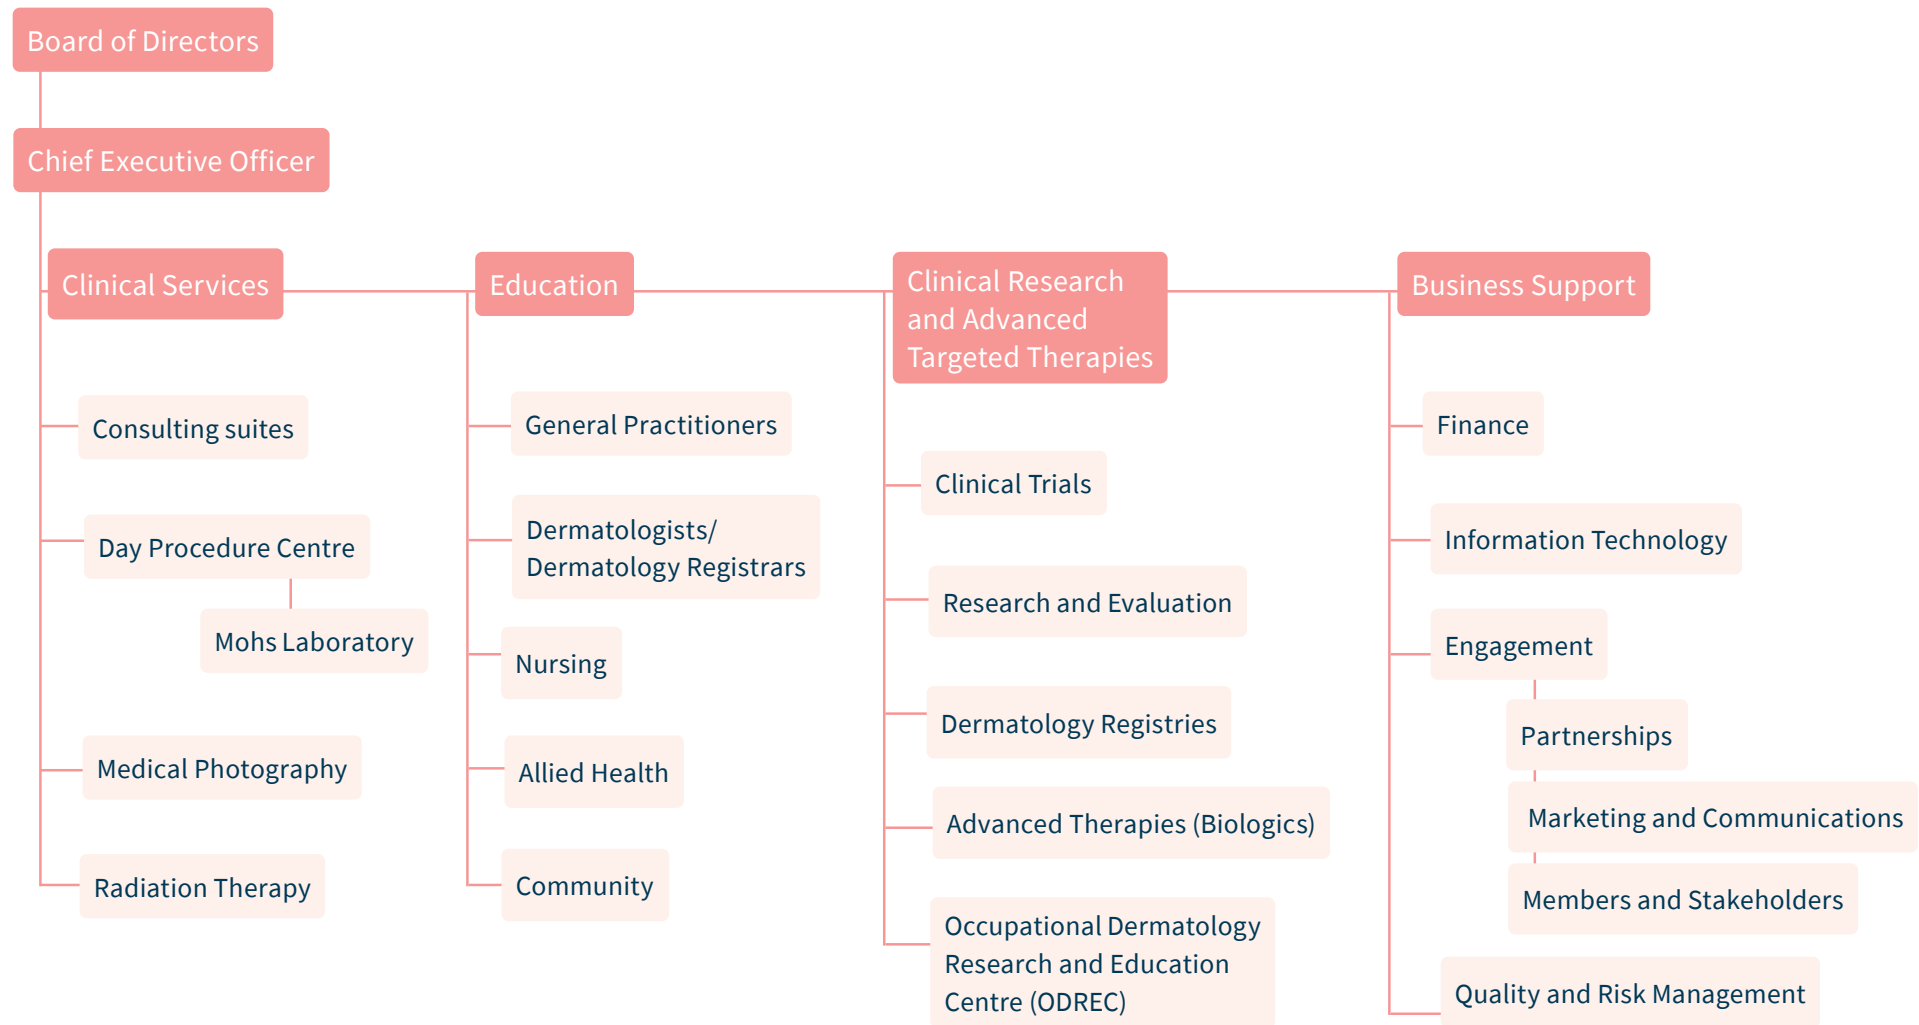 Board of Directors
Chief Executive Officer
Clinical Services
Consulting suites
Day Procedure Centre
Mohs Laboratory
Medical Photography
Radiation Therapy
Education
General Practitioners
Dermatologists/
Dermatology Registrars
Nursing
Allied Health
Community
Clinical Research
and Advanced
Targeted Therapies
Clinical Trials
Research and Evaluation
Dermatology Registries
Advanced Therapies (Biologics)
Occupational Dermatology
Research and Education
Centre (ODREC)
Business Support
Finance
Information Technology
Engagement
Partnerships
Marketing and Communications
Members and Stakeholders
Quality and Risk Management